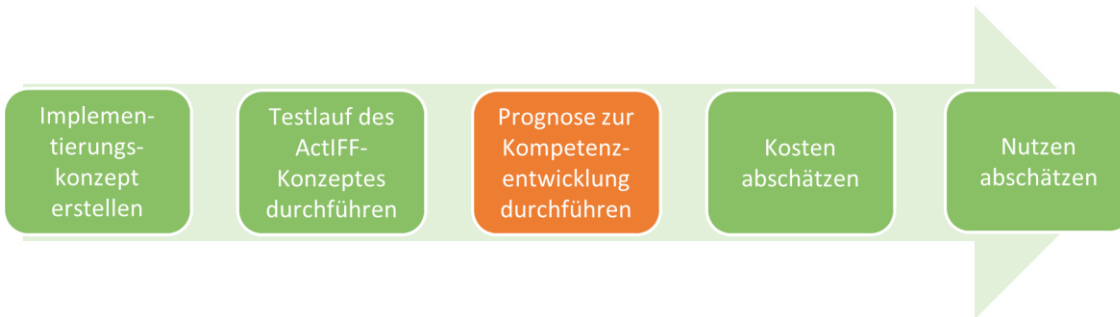 Implemen-
tierungs-
konzept
erstellen
Testlauf des
ActIFF-
Konzeptes
durchführen
Prognose zur
Kompetenz-
entwicklung
durchführen
Kosten
abschätzen
Nutzen
abschätzen